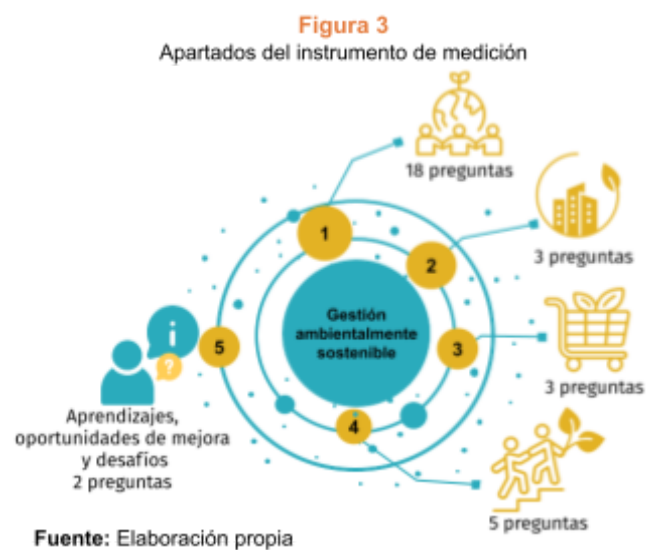 Figura 3
Apartados del instrumento de medición
18 preguntas
1
2
3 preguntas
Gestión
ambientalmente
sostenible
3
3 preguntas
4
5 preguntas
5
i
?
Aprendizajes,
oportunidades de mejora
y desafíos
2 preguntas
Fuente: Elaboración propia